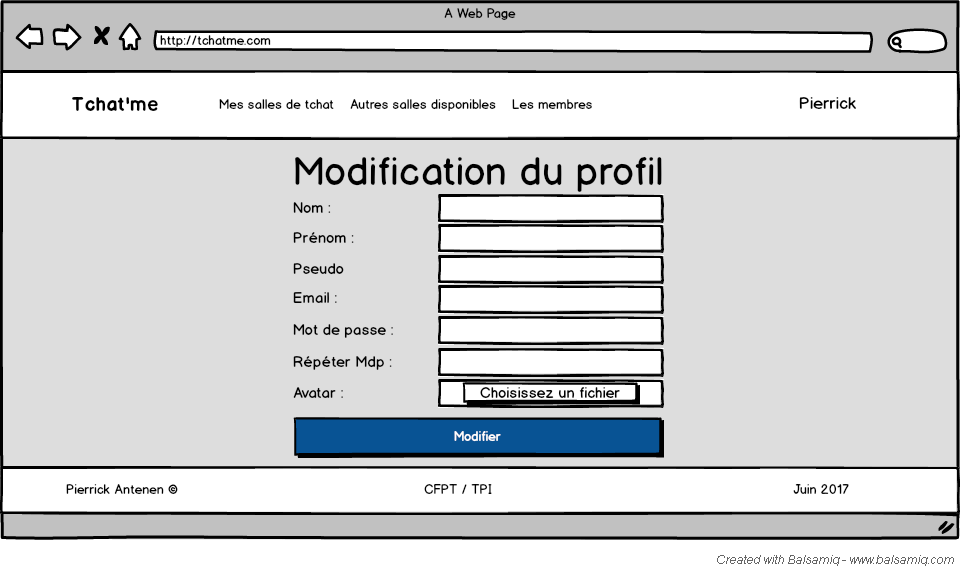 A Web Page
http://tchatme.com
Tchat'me
Mes salles de tchat
Autres salles disponibles
Les membres
Pierrick
Modification du profil
Nom :
Prénom :
Pseudo
Email :
Mot de passe :
Répéter Mdp :
Avatar :
Choisissez un fichier
Modifier
Pierrick Antenen ©
CFPT / TPI
Juin 2017
Created with Balsamiq - www.balsamiq.com